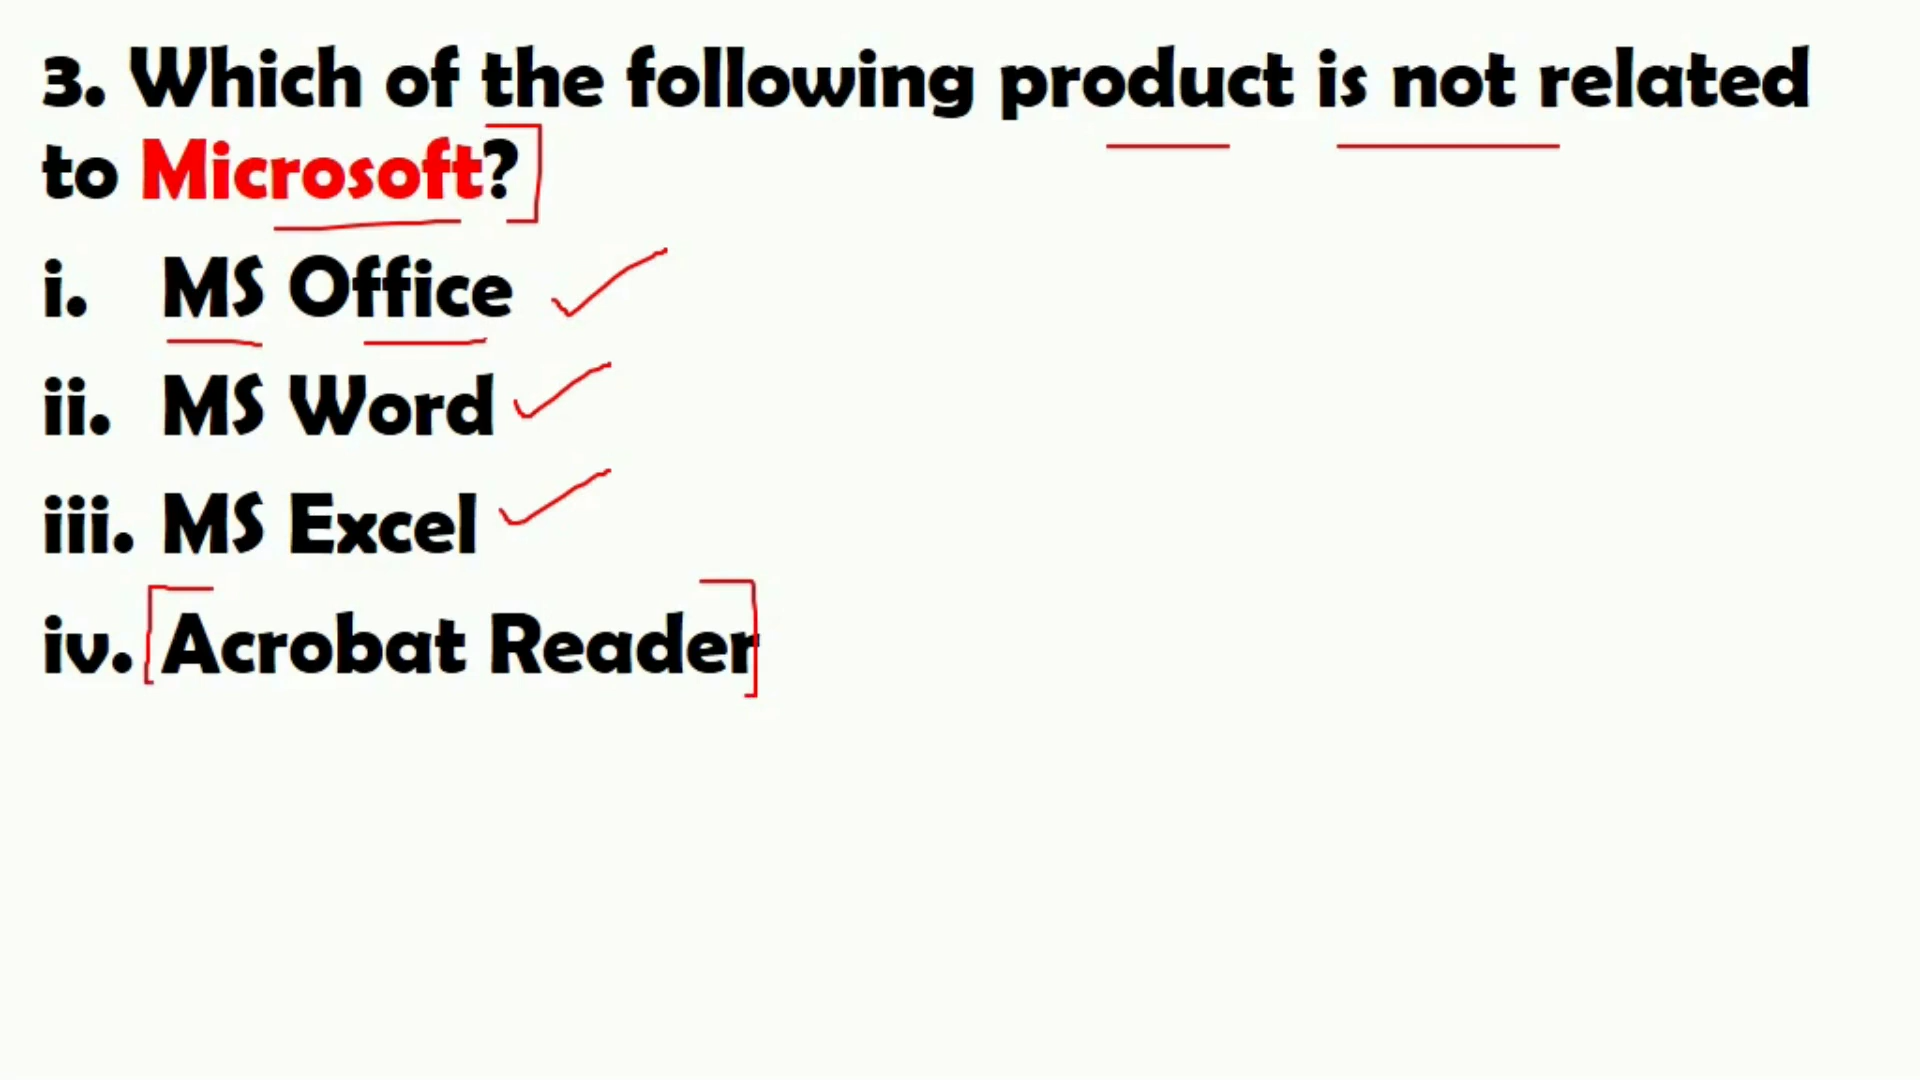 3. Which of the following product is not related
to Microsoft?
i. MS Office
ii. MS Word
iii. MS Excel
iv. Acrobat Reader